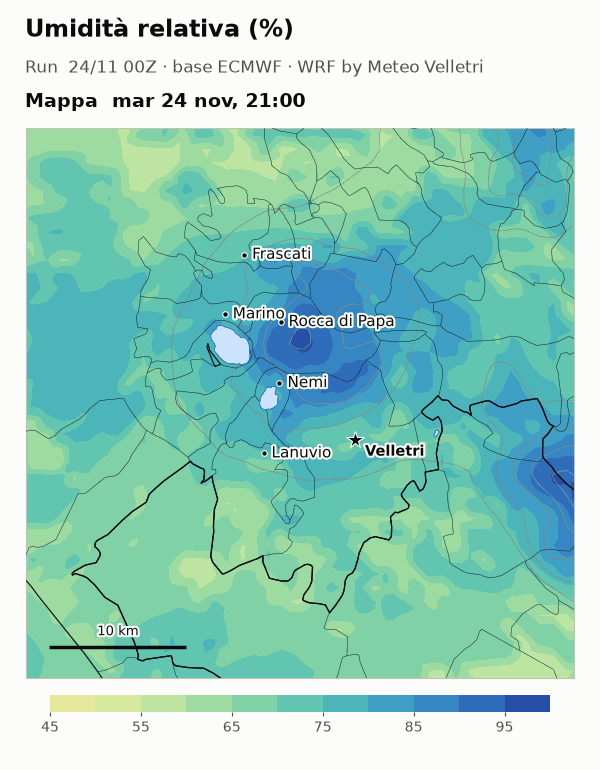 Umidità relativa (%)
Run  24/11 00Z · base ECMWF · WRF by Meteo Velletri
Mappa  mar 24 nov, 21:00
Frascati
Marino
Rocca di Papa
Nemi
Velletri
Lanuvio
10 km
45 55 65 75 85 95